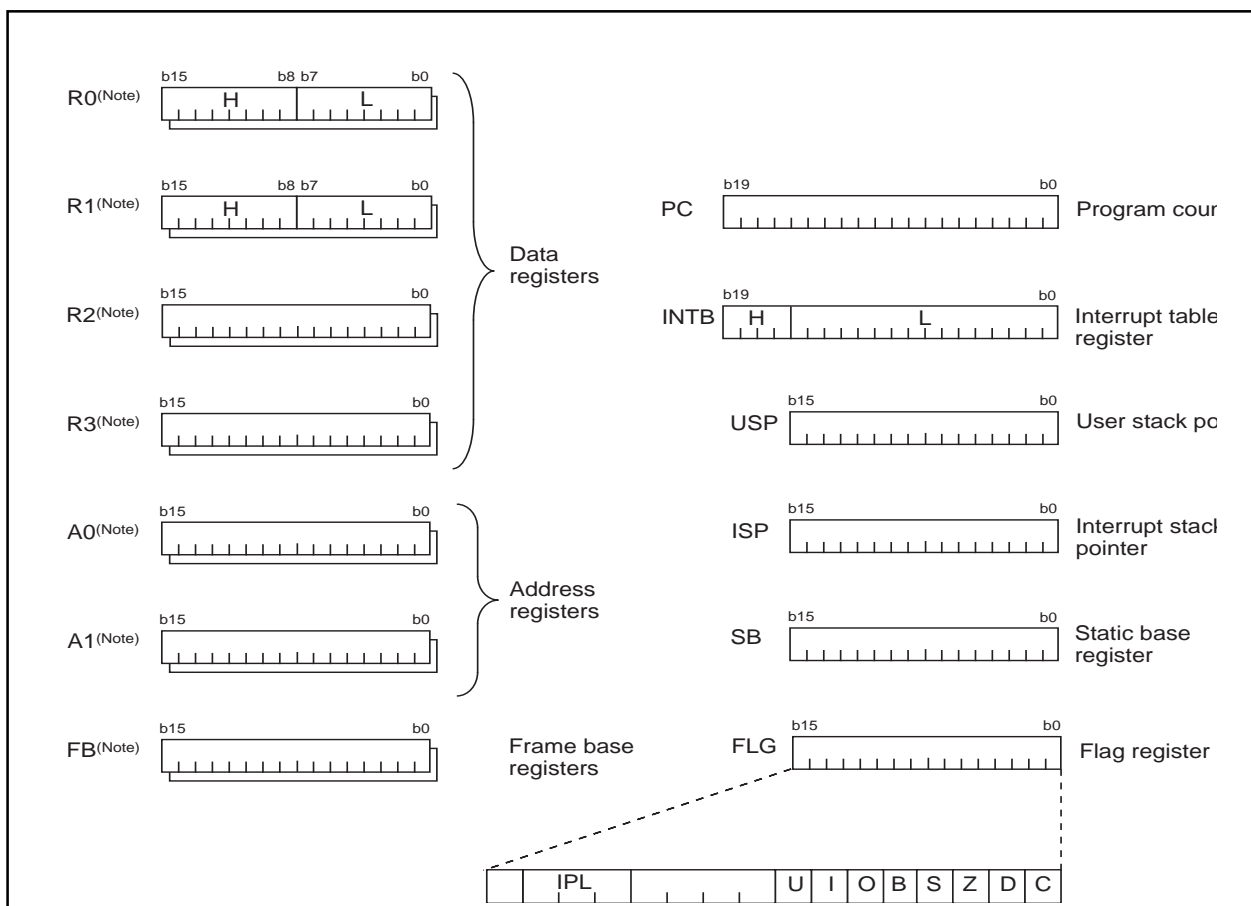 b15 b8 b7 b0
R0(Note) H L
b15 b8 b7 b0
R1(Note) H L
b15 b0
R2(Note)
b15 b0
R3(Note)
Data
registers
b15 b0
A0(Note)
b15 b0
A1(Note)
Address
registers
b15 b0
FB(Note)
Frame base
registers
b19 b0
PC Program
b19 b0
INTB H L Interrupt table
register
b15 b0
USP User stack
b15 b0
ISP Interrupt
pointer
b15 b0
SB Static base
register
b15 b0
FLG Flag register
IPL U I O B S Z D C